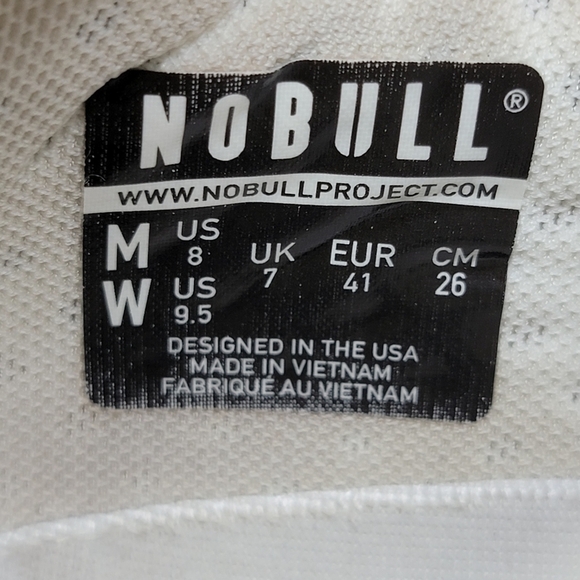 NOBULL®
WWW.NOBULLPROJECT.COM
M US 8 UK 7 EUR 41 CM 26
W US 9.5
DESIGNED IN THE USA
MADE IN VIETNAM
FABRIQUÉ AU VIETNAM